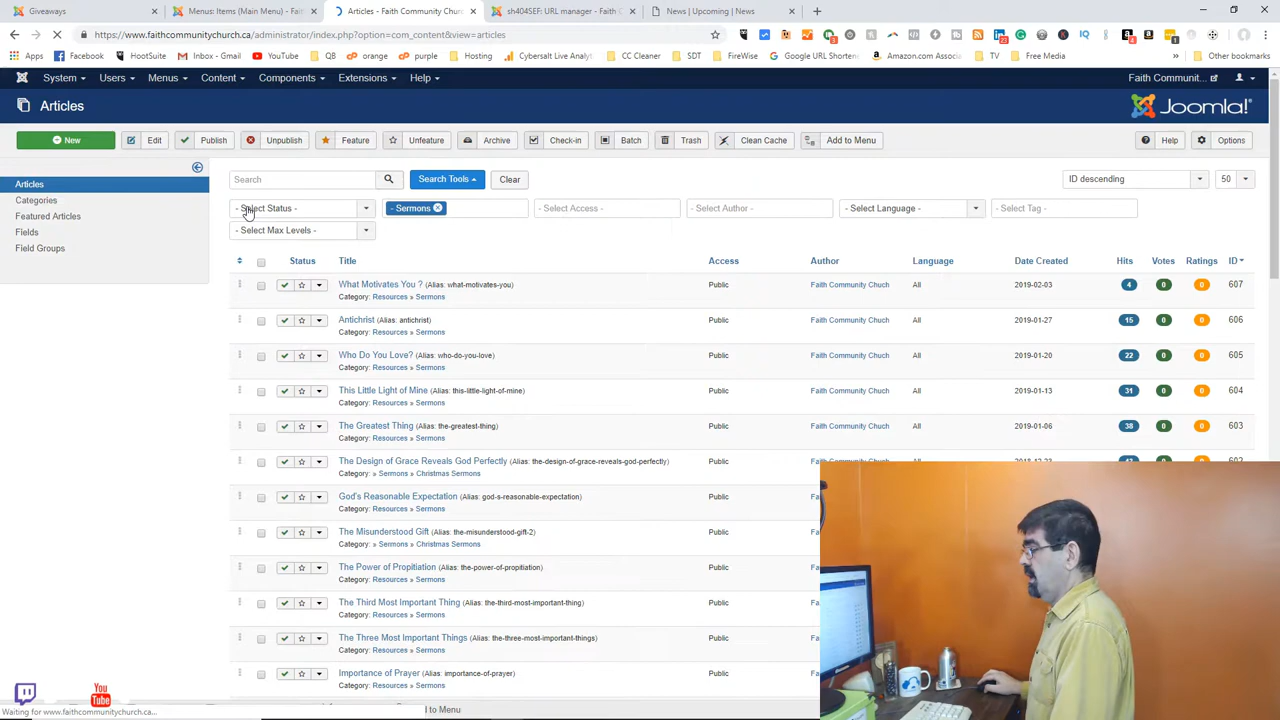 Giveaways
Menus: Items (Main Menu) - Faith
Articles - Faith Community Church
sh404SEF: URL manager - Faith C
News | Upcoming | News
https://www.faithcommunitychurch.ca/administrator/index.php?option=com_content&view=articles
Apps FaceBook HootSuite Inbox - Gmail YouTube QB orange purple Hosting Cybersalt Live Analy CC Cleaner SDT FireWise Google URL Shortene Amazon.com Associ TV Free Media Other bookmarks
System Users Menus Content Components Extensions Help Faith Communit...
Articles Joomla!
New Edit Publish Unpublish Feature Unfeature Archive Check-in Batch Trash Clean Cache Add to Menu Help Options
Articles
Categories
Featured Articles
Fields
Field Groups
Search Search Tools Clear ID descending 50
- Select Status - - Sermons - Select Access - - Select Author - - Select Language - - Select Tag -
- Select Max Levels -
Status Title Access Author Language Date Created Hits Votes Ratings ID
What Motivates You ? (Alias: what-motivates-you) Public Faith Community Chuch All 2019-02-03 4 0 0 607
Category: Resources » Sermons
Antichrist (Alias: antichrist) Public Faith Community Chuch All 2019-01-27 15 0 0 606
Category: Resources » Sermons
Who Do You Love? (Alias: who-do-you-love) Public Faith Community Chuch All 2019-01-20 22 0 0 605
Category: Resources » Sermons
This Little Light of Mine (Alias: this-little-light-of-mine) Public Faith Community Chuch All 2019-01-13 31 0 0 604
Category: Resources » Sermons
The Greatest Thing (Alias: the-greatest-thing) Public Faith Community Chuch All 2019-01-06 38 0 0 603
Category: Resources » Sermons
The Design of Grace Reveals God Perfectly (Alias: the-design-of-grace-reveals-god-perfectly) Public
Category: » Sermons » Christmas Sermons
God's Reasonable Expectation (Alias: god-s-reasonable-expectation) Public
Category: Resources » Sermons
The Misunderstood Gift (Alias: the-misunderstood-gift-2) Public
Category: » Sermons » Christmas Sermons
The Power of Propitiation (Alias: the-power-of-propitiation) Public
Category: Resources » Sermons
The Third Most Important Thing (Alias: the-third-most-important-thing) Public
Category: Resources » Sermons
The Three Most Important Things (Alias: the-three-most-important-things) Public
Category: Resources » Sermons
Importance of Prayer (Alias: importance-of-prayer) Public
Category: Resources » Sermons
You Tube
Waiting for www.faithcommunitychurch.ca... to Menu